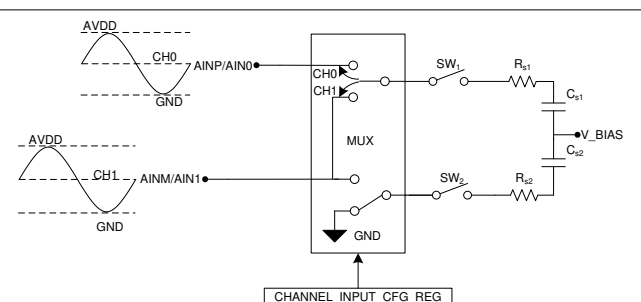 AVDD
CH0
AINP/AIN0
GND
CH0
CH1
SW1
Rs1
Cs1
V_BIAS
Cs2
MUX
AVDD
CH1
AINM/AIN1
GND
SW2
Rs2
GND
CHANNEL_INPUT_CFG_REG